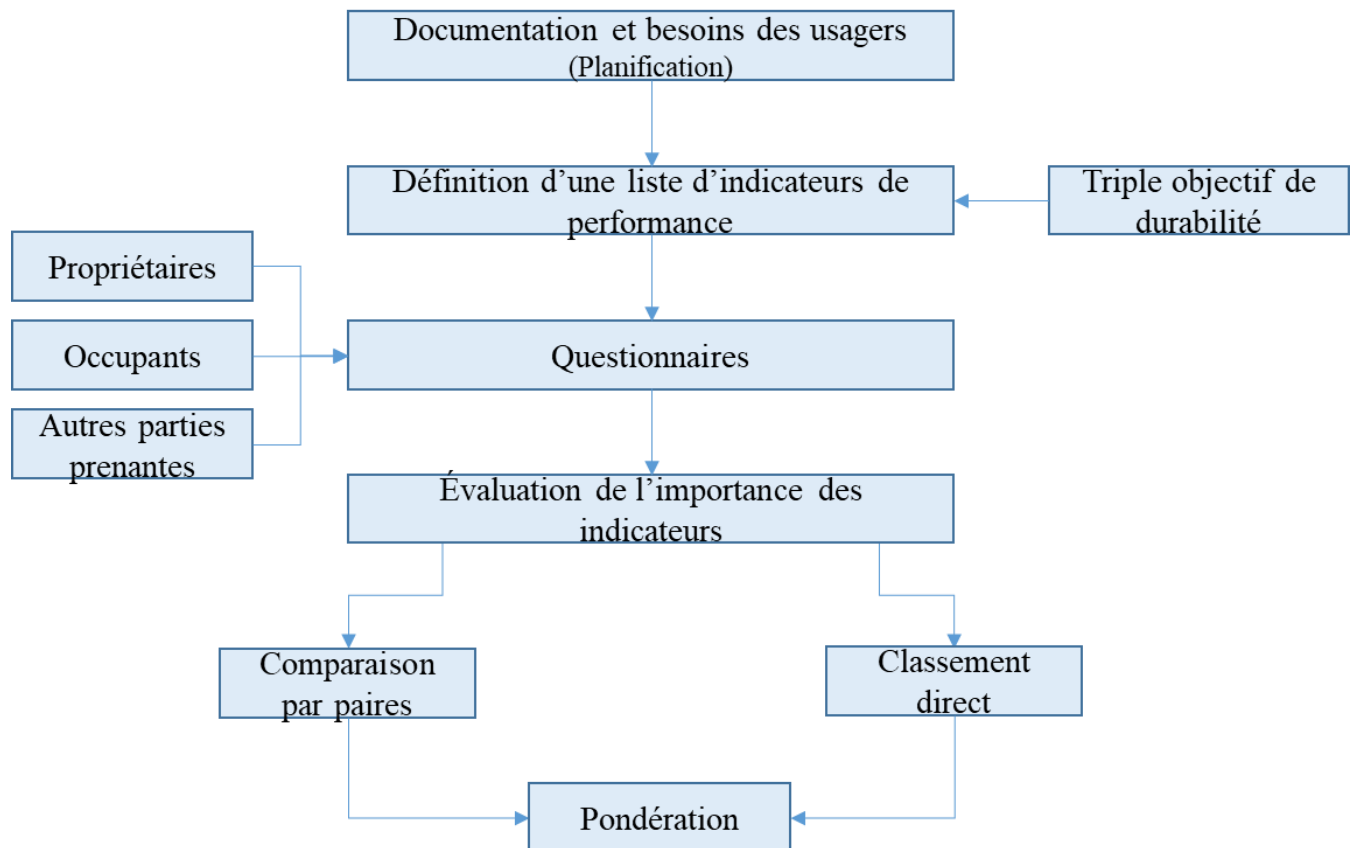 Documentation et besoins des usagers
(Planification)
Définition d’une liste d’indicateurs de
performance
Triple objectif de
durabilité
Propriétaires
Occupants
Autres parties
prenantes
Questionnaires
Évaluation de l’importance des
indicateurs
Comparaison
par paires
Classement
direct
Pondération